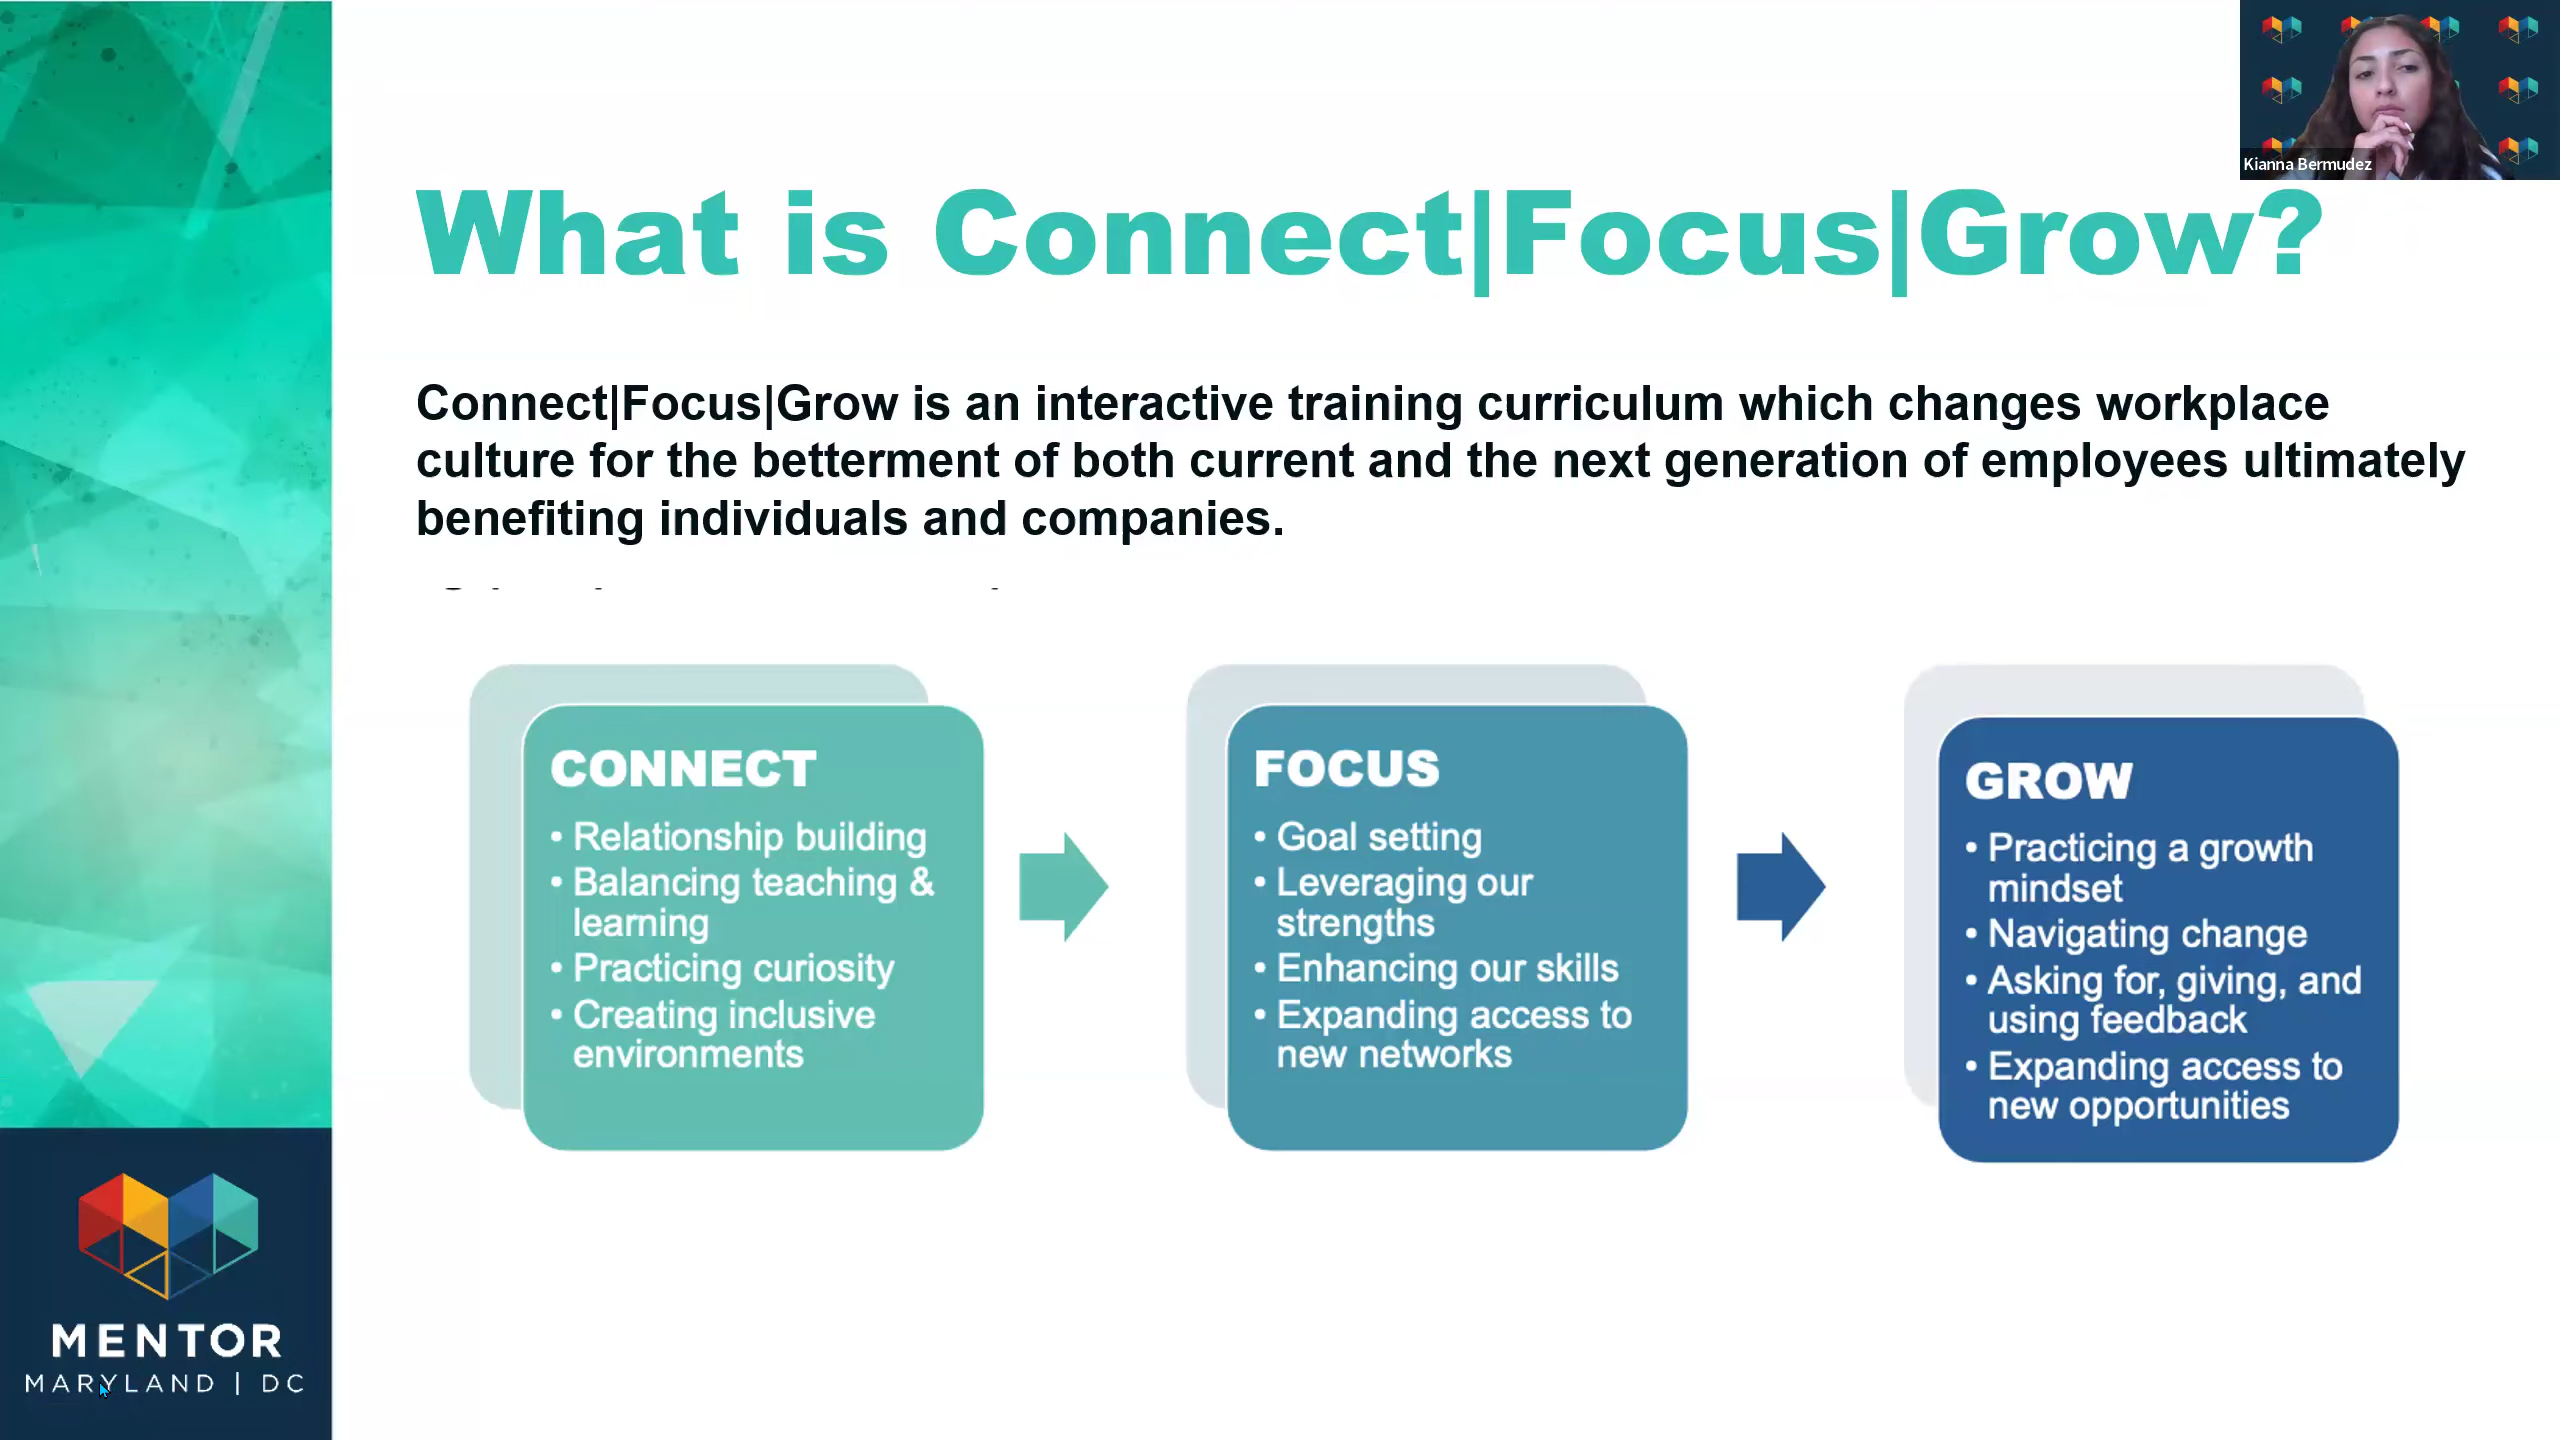 Kianna Bermudez
What is Connect|Focus|Grow?
Connect|Focus|Grow is an interactive training curriculum which changes workplace
culture for the betterment of both current and the next generation of employees ultimately
benefiting individuals and companies.
CONNECT
• Relationship building
• Balancing teaching &
learning
• Practicing curiosity
• Creating inclusive
environments
FOCUS
• Goal setting
• Leveraging our
strengths
• Enhancing our skills
• Expanding access to
new networks
GROW
• Practicing a growth
mindset
• Navigating change
• Asking for, giving, and
using feedback
• Expanding access to
new opportunities
MENTOR
MARYLAND | DC